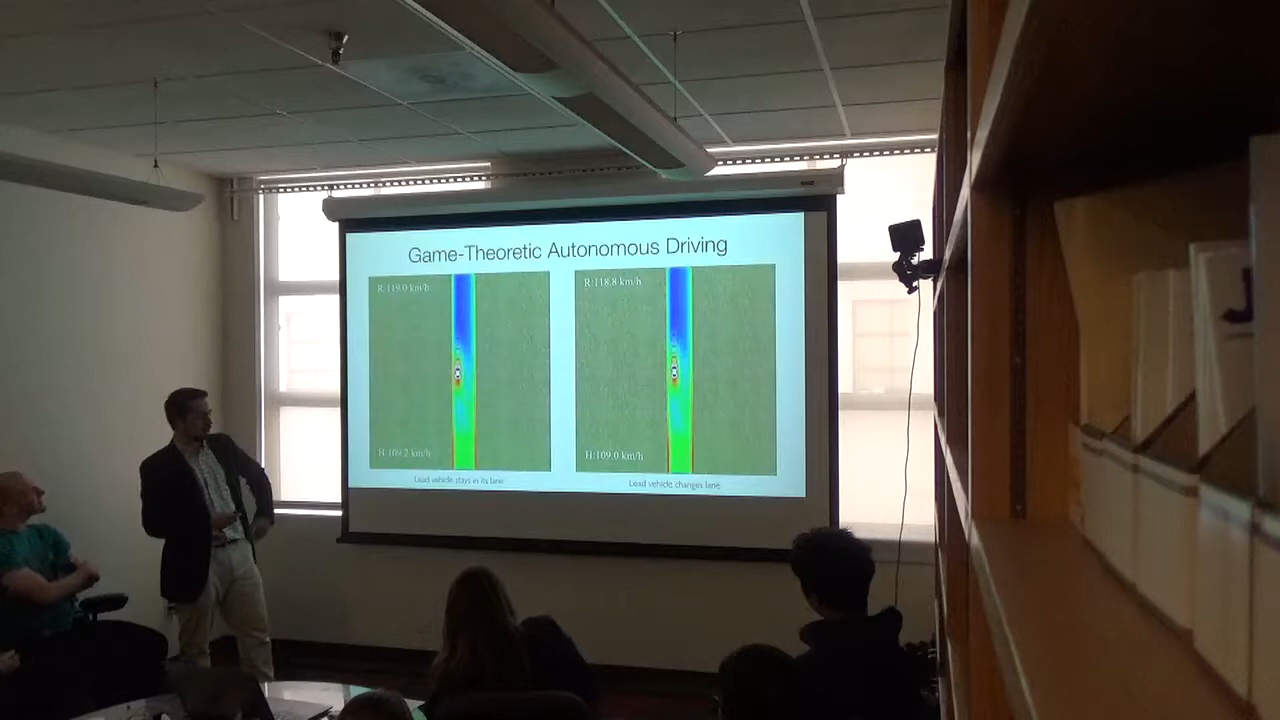 Game-Theoretic Autonomous Driving
R: 119.0 km/h
R:118.8 km/h
H:109.2 km/h
H:109.0 km/h
Lead vehicle stays in its lane
Lead vehicle changes lane